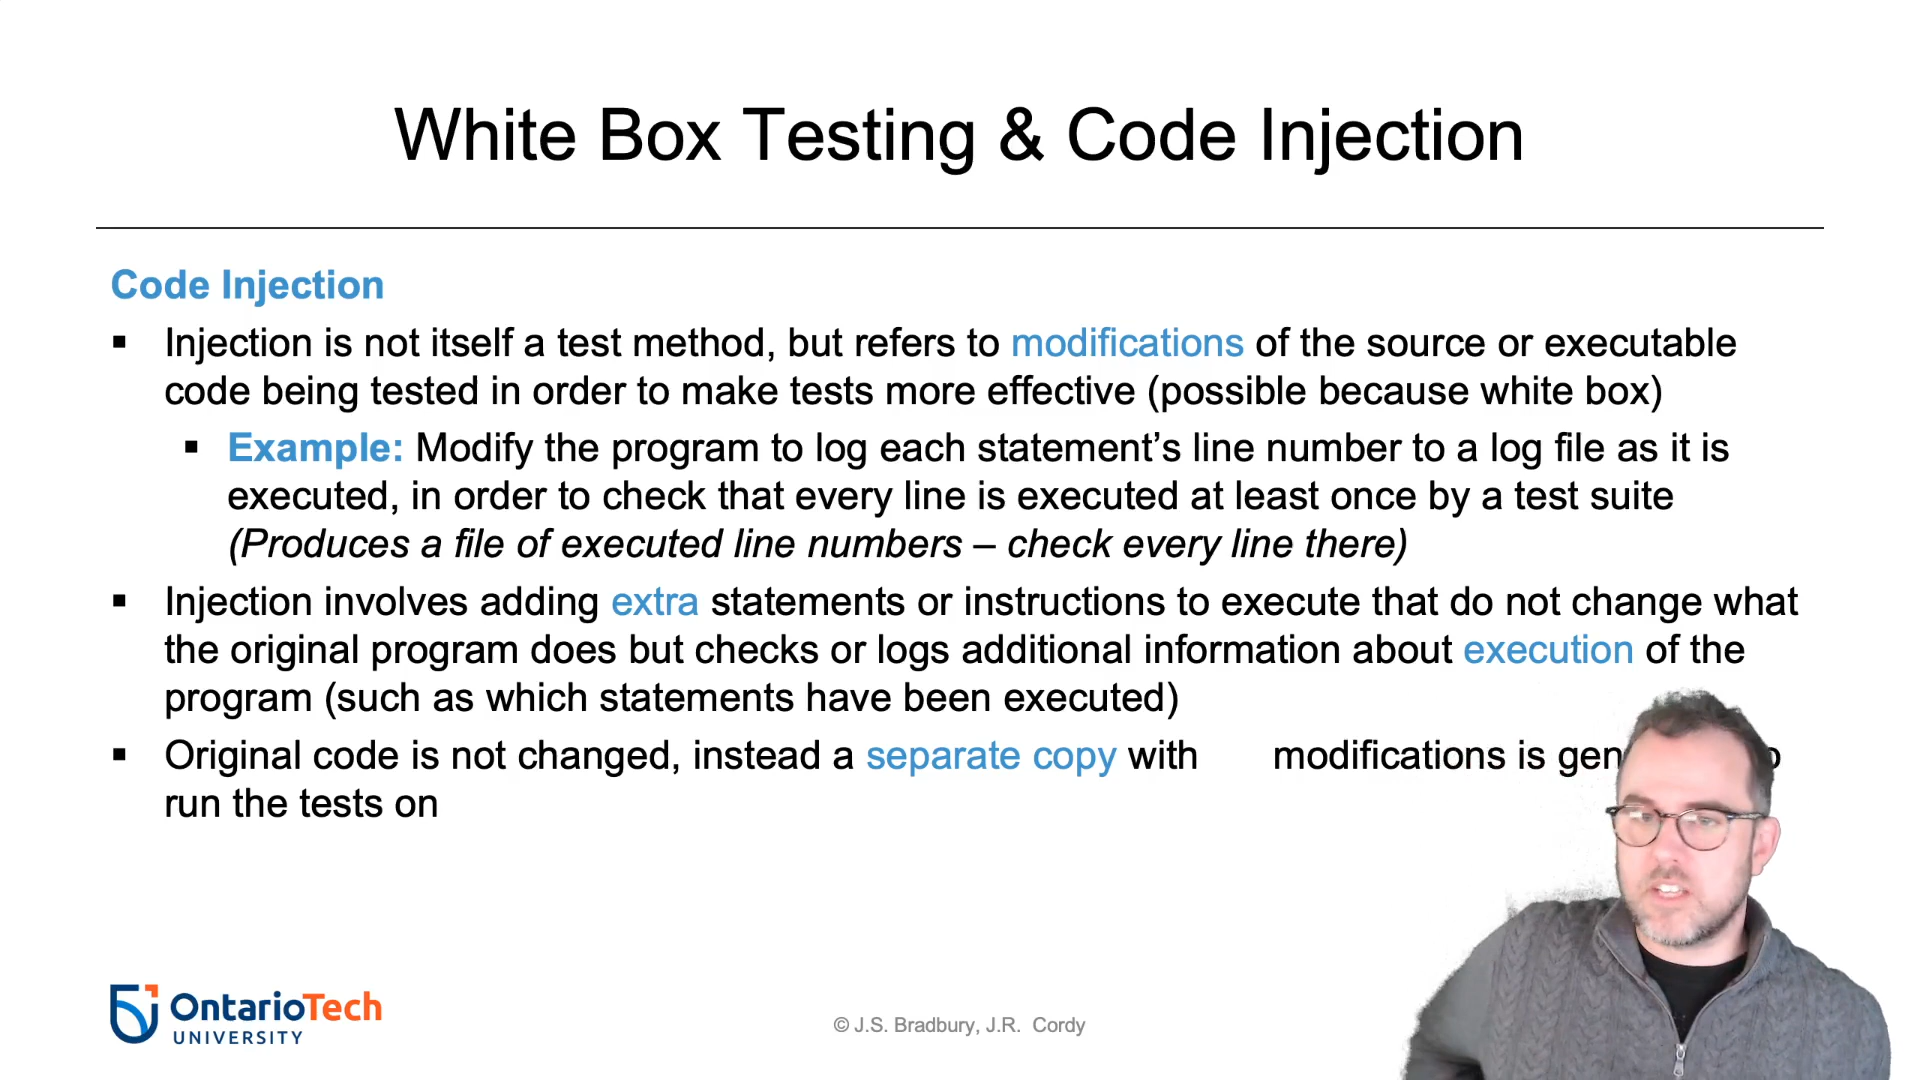 White Box Testing & Code Injection
Code Injection
▪ Injection is not itself a test method, but refers to modifications of the source or executable
code being tested in order to make tests more effective (possible because white box)
▪ Example: Modify the program to log each statement’s line number to a log file as it is
executed, in order to check that every line is executed at least once by a test suite
(Produces a file of executed line numbers – check every line there)
▪ Injection involves adding extra statements or instructions to execute that do not change what
the original program does but checks or logs additional information about execution of the
program (such as which statements have been executed)
▪ Original code is not changed, instead a separate copy with modifications is
run the tests on
OntarioTech
UNIVERSITY
© J.S. Bradbury, J.R. Cordy